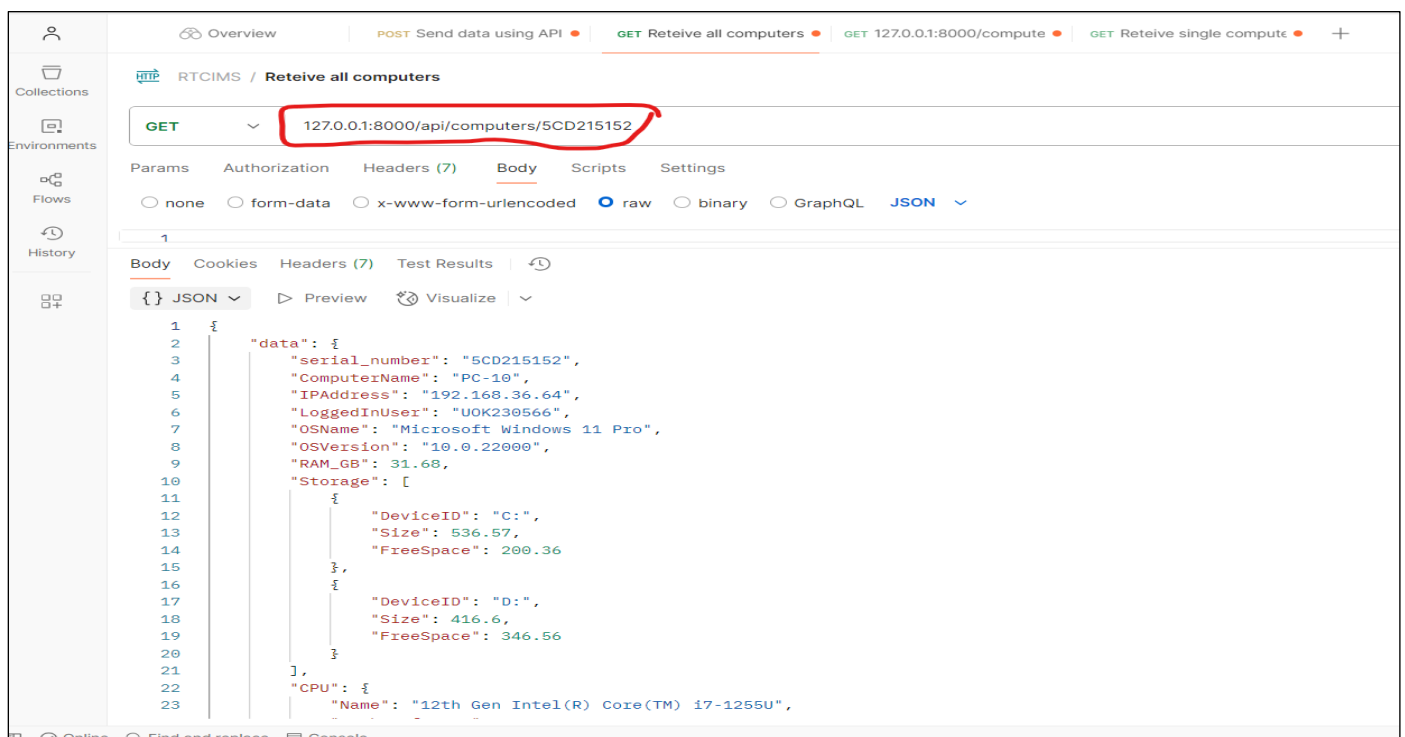 Overview
POST Send data using API
GET Reteive all computers
GET 127.0.0.1:8000/compute
GET Reteive single compute
Collections
Environments
Flows
History
HTTP RTCIMS / Reteive all computers
GET 127.0.0.1:8000/api/computers/5CD215152
Params Authorization Headers (7) Body Scripts Settings
none form-data x-www-form-urlencoded raw binary GraphQL JSON
1
Body Cookies Headers (7) Test Results
{} JSON Preview Visualize
1 {
2 "data": {
3 "serial_number": "5CD215152",
4 "ComputerName": "PC-10",
5 "IPAddress": "192.168.36.64",
6 "LoggedInUser": "UOK230566",
7 "OSName": "Microsoft Windows 11 Pro",
8 "OSVersion": "10.0.22000",
9 "RAM_GB": 31.68,
10 "Storage": [
11 {
12 "DeviceID": "C:",
13 "Size": 536.57,
14 "FreeSpace": 200.36
15 },
16 {
17 "DeviceID": "D:",
18 "Size": 416.6,
19 "FreeSpace": 346.56
20 }
21 ],
22 "CPU": {
23 "Name": "12th Gen Intel(R) Core(TM) i7-1255U",
Online Find and replace Console